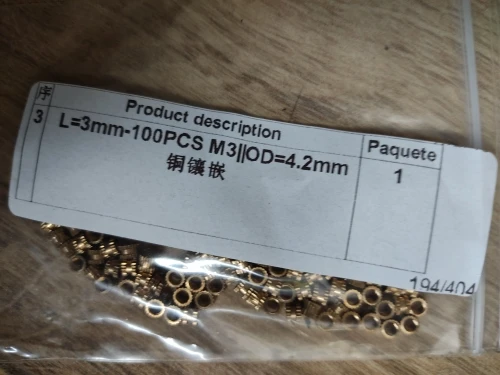 序 Product description Paquete
3 L=3mm-100PCS M3||OD=4.2mm 1
铜镶嵌
194/404